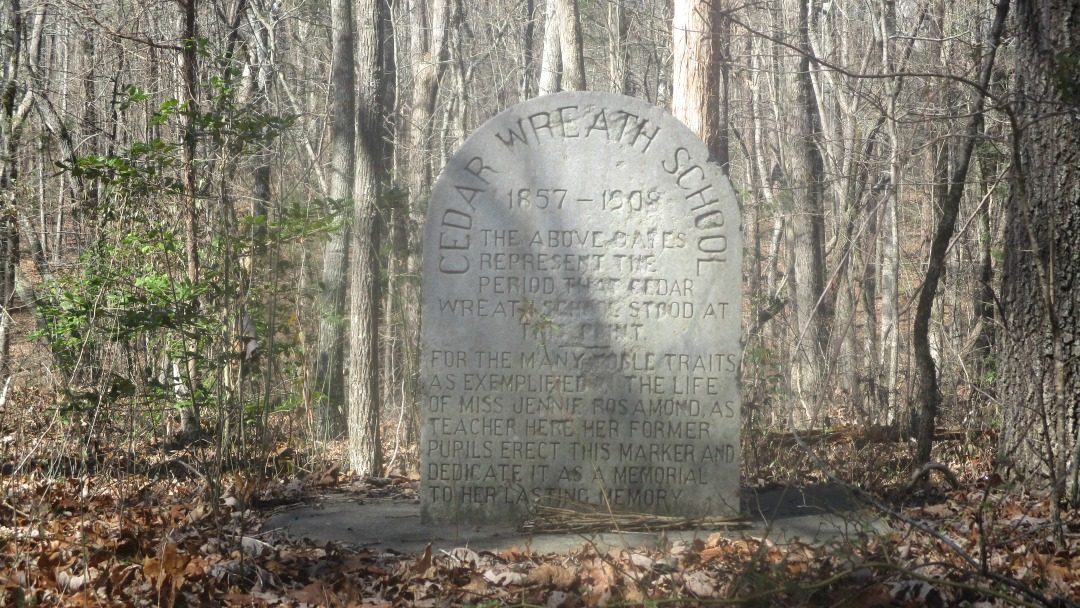 CEDAR WREATH SCHOOL
1857 - 1909
THE ABOVE DATES
REPRESENT THE
PERIOD THAT CEDAR
WREATH SCHOOL STOOD AT
THIS POINT.
FOR THE MANY NOBLE TRAITS
AS EXEMPLIFIED IN THE LIFE
OF MISS JENNIE ROSAMOND, AS
TEACHER HERE HER FORMER
PUPILS ERECT THIS MARKER AND
DEDICATE IT AS A MEMORIAL
TO HER LASTING MEMORY